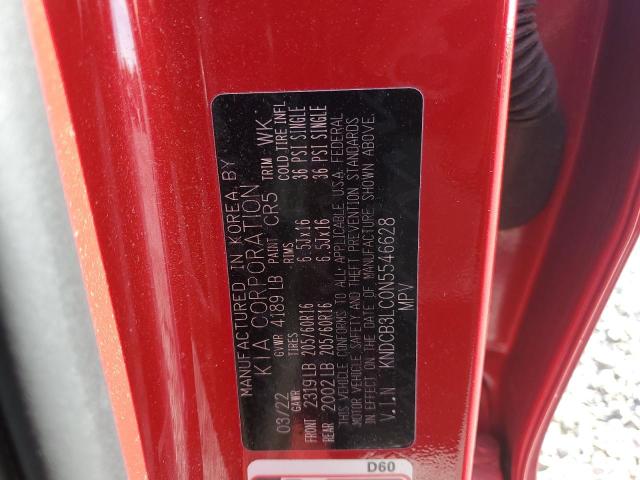 MANUFACTURED IN KOREA, BY
KIA CORPORATION
03/22 GVWR 4189 LB PAINT CR5 TRIM WK
GAWR RIMS COLD TIRE INFL
FRONT 2319 LB 205/60R16 6.5Jx16 36 PSI SINGLE
REAR 2002 LB 205/60R16 6.5Jx16 36 PSI SINGLE
THIS VEHICLE CONFORMS TO ALL APPLICABLE U.S.A. FEDERAL
MOTOR VEHICLE SAFETY AND THEFT PREVENTION STANDARDS
IN EFFECT ON THE DATE OF MANUFACTURE SHOWN ABOVE.
V.I.N KNDCB3LC0N5546628
MPV
D60